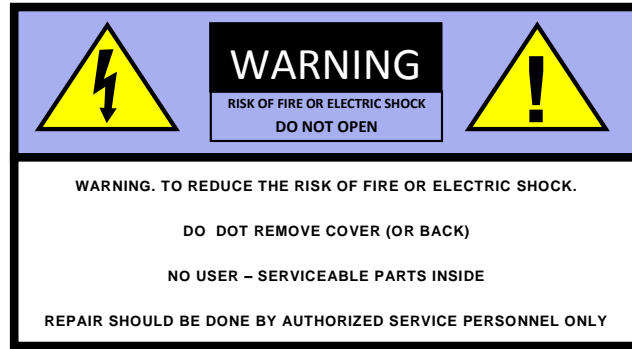 WARNING
RISK OF FIRE OR ELECTRIC SHOCK
DO NOT OPEN
!
WARNING. TO REDUCE THE RISK OF FIRE OR ELECTRIC SHOCK.
DO DOT REMOVE COVER (OR BACK)
NO USER – SERVICEABLE PARTS INSIDE
REPAIR SHOULD BE DONE BY AUTHORIZED SERVICE PERSONNEL ONLY